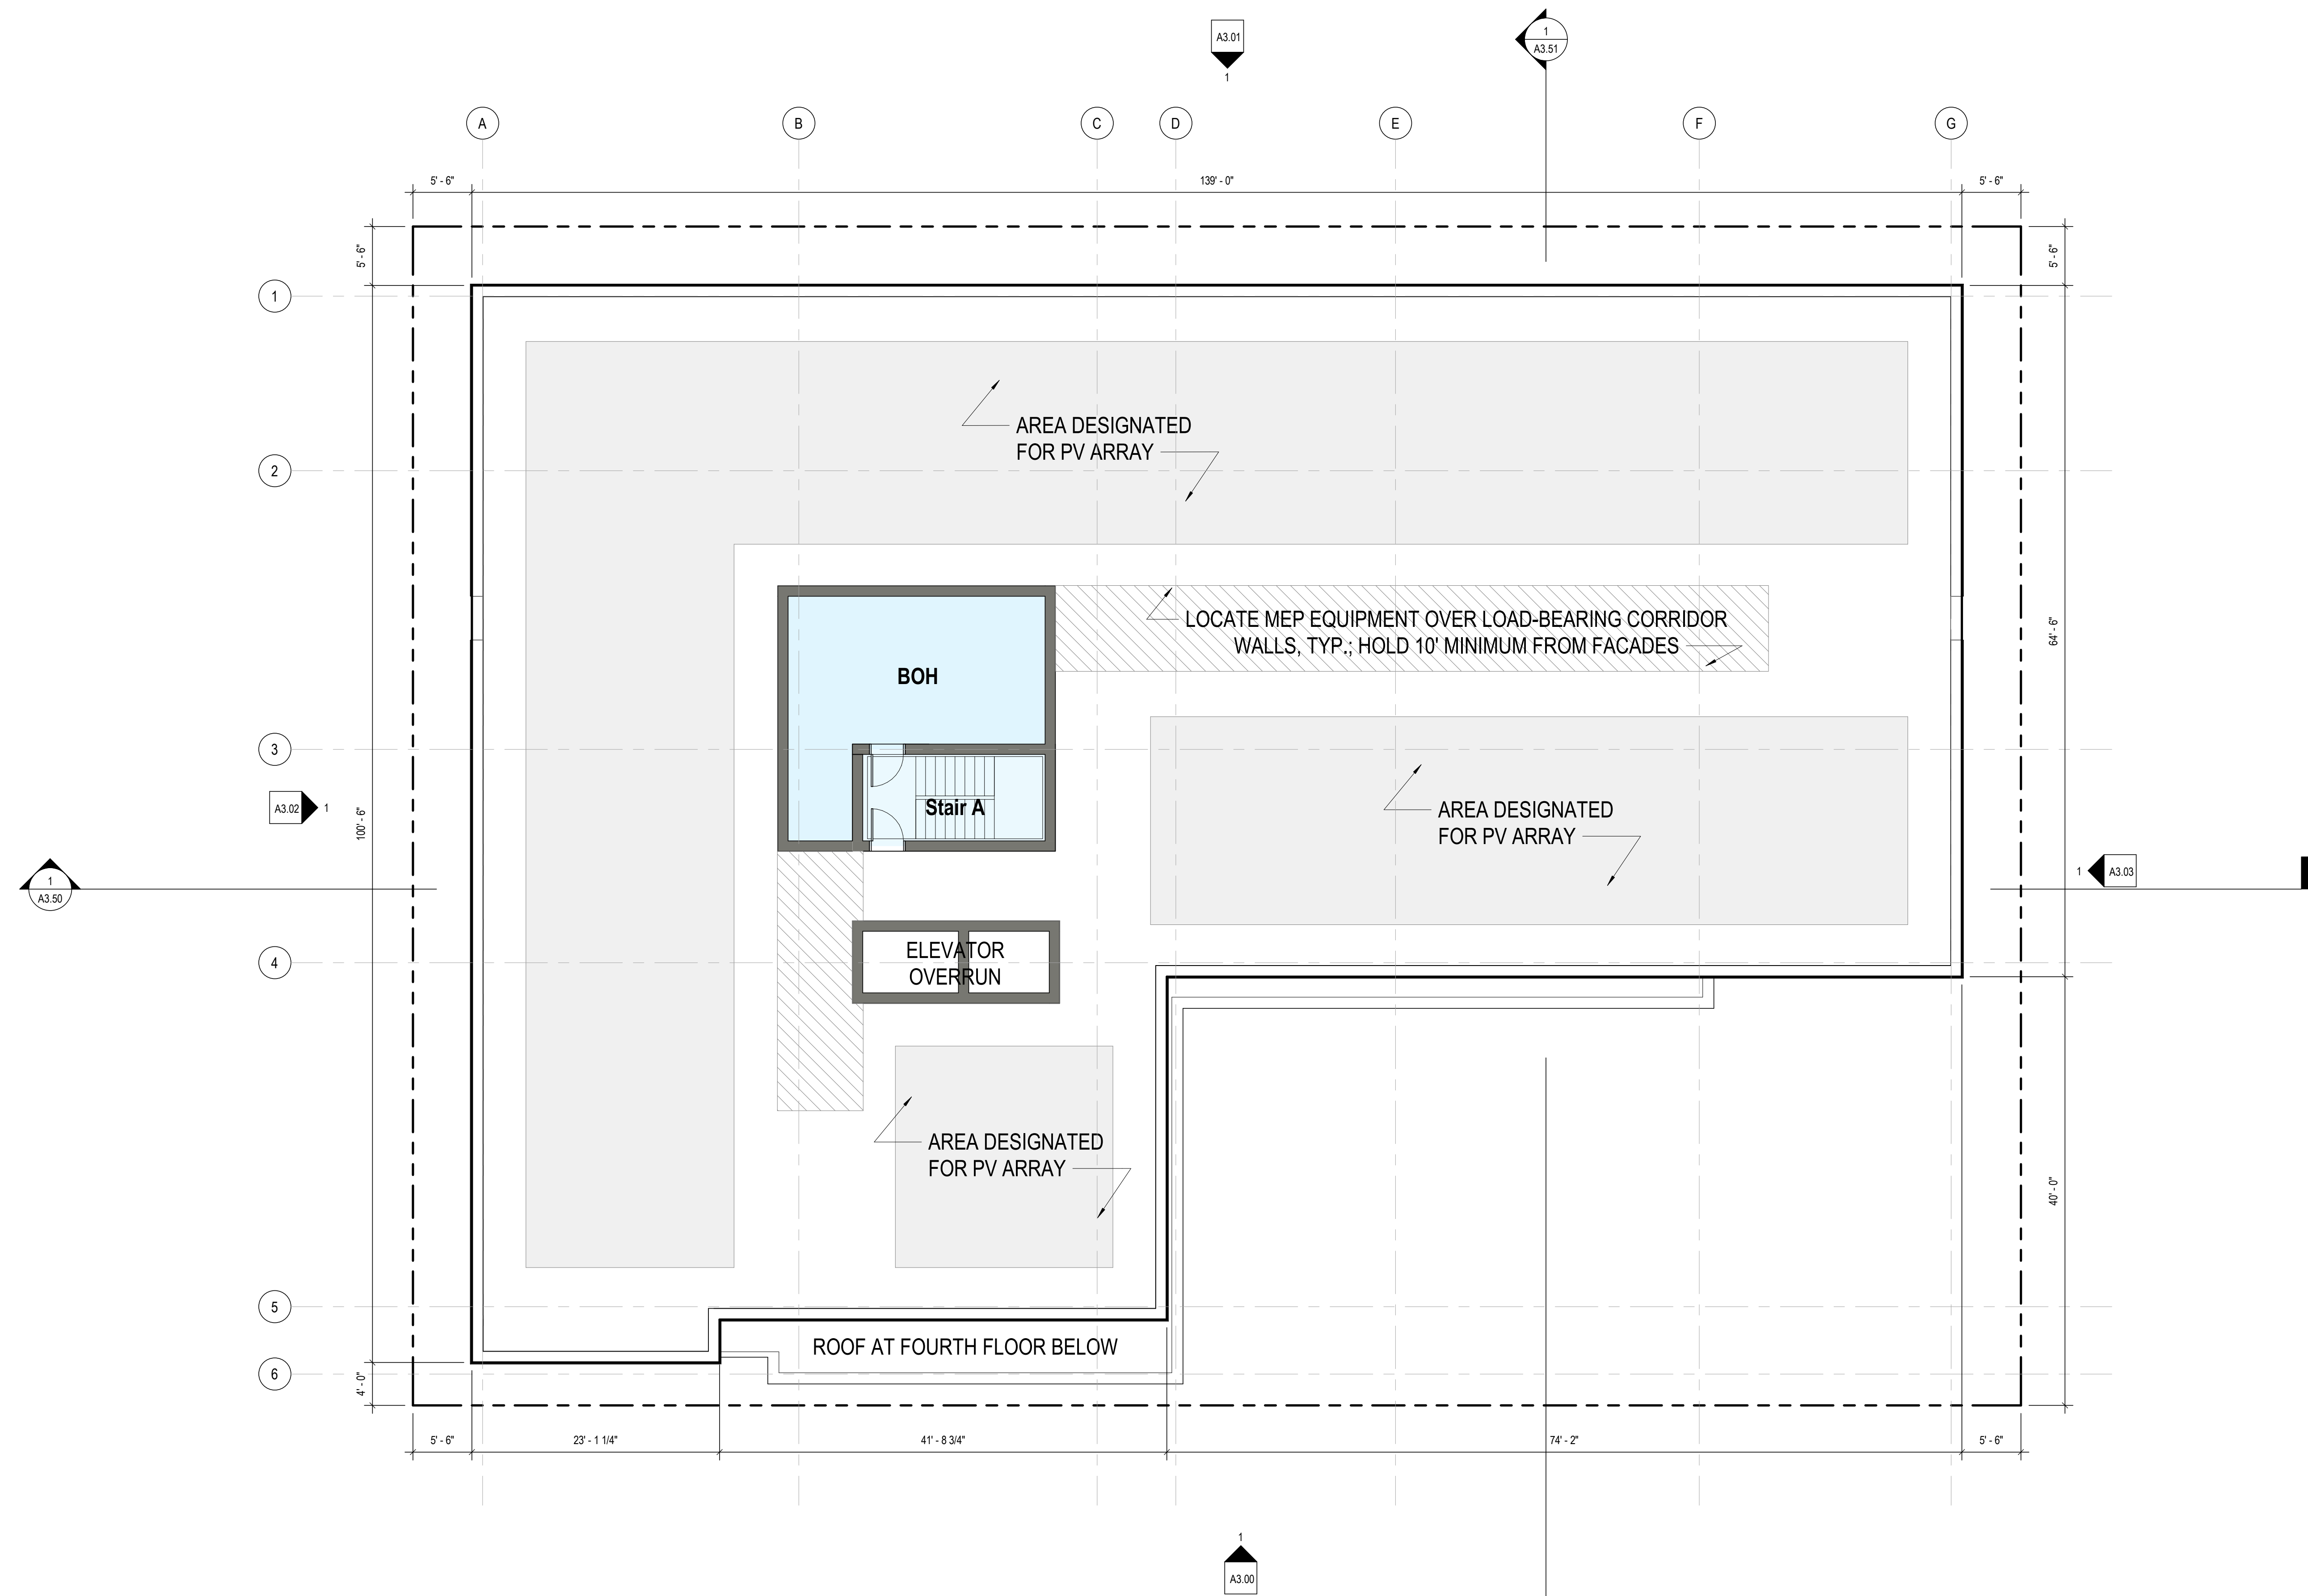 A3.01
1
1
A3.51
A
B
C
D
E
F
G
5' - 6"
139' - 0"
5' - 6"
5' - 6"
5' - 6"
1
AREA DESIGNATED
FOR PV ARRAY
2
LOCATE MEP EQUIPMENT OVER LOAD-BEARING CORRIDOR
WALLS, TYP.; HOLD 10' MINIMUM FROM FACADES
64' - 6"
BOH
3
Stair A
A3.02
1
100' - 6"
AREA DESIGNATED
FOR PV ARRAY
1
A3.50
1
A3.03
4
ELEVATOR
OVERRUN
AREA DESIGNATED
FOR PV ARRAY
40' - 0"
5
ROOF AT FOURTH FLOOR BELOW
6
4' - 0"
5' - 6"
23' - 1 1/4"
41' - 8 3/4"
74' - 2"
5' - 6"
1
A3.00